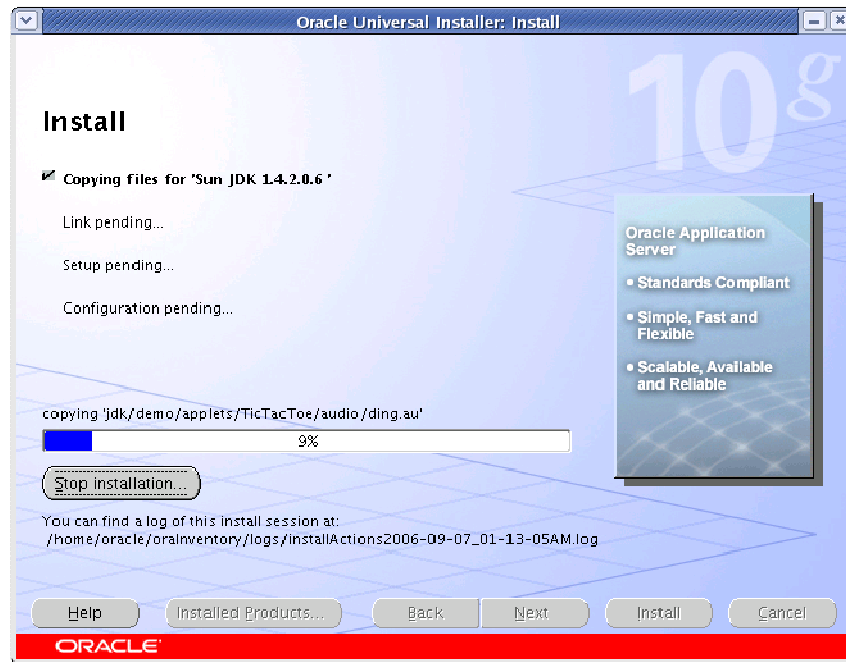 Oracle Universal Installer: Install
10g
Install
Copying files for 'Sun JDK 1.4.2.0.6 '
Link pending...
Setup pending...
Configuration pending...
Oracle Application
Server
• Standards Compliant
• Simple, Fast and
Flexible
• Scalable, Available
and Reliable
copying 'jdk/demo/applets/TicTacToe/audio/ding.au'
9%
Stop installation...
You can find a log of this install session at:
/home/oracle/oraInventory/logs/installActions2006-09-07_01-13-05AM.log
Help
Installed Products...
Back
Next
Install
Cancel
ORACLE